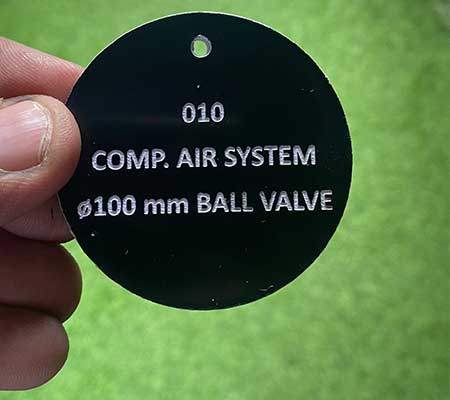 010
COMP. AIR SYSTEM
ø100 mm BALL VALVE